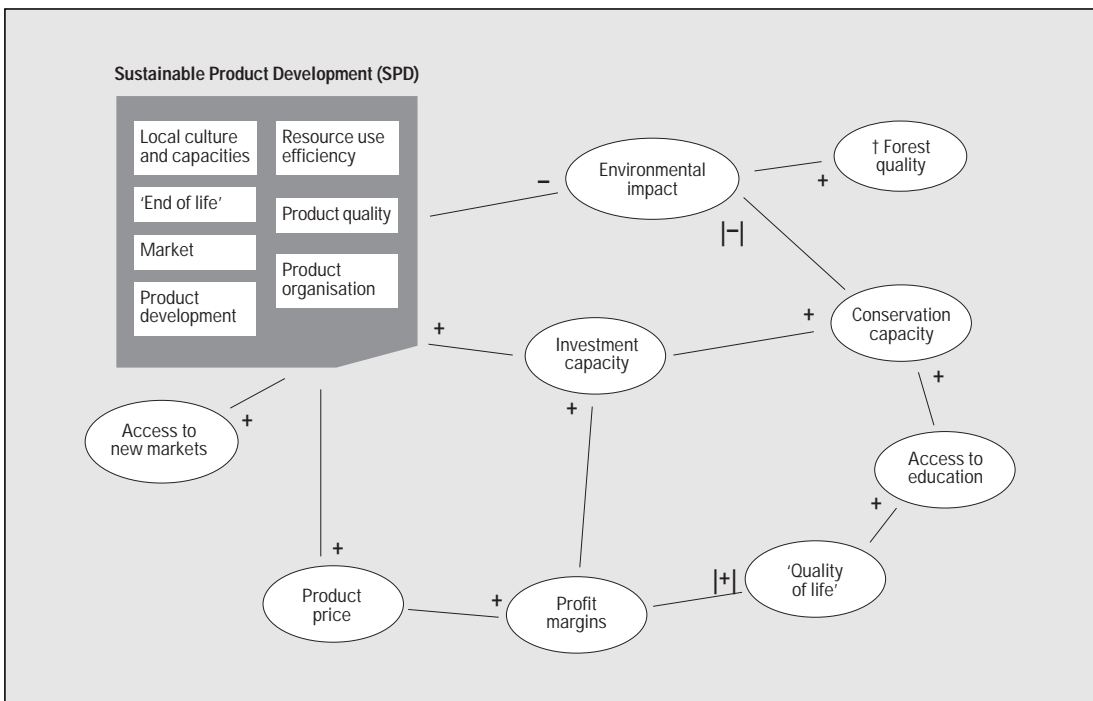 Sustainable Product Development (SPD)
Local culture
and capacities
Resource use
efficiency
'End of life'
Product quality
Market
Product
organisation
Product
development
–
Environmental
impact
+
† Forest
quality
|–|
+
Investment
capacity
+
Conservation
capacity
+
+
Access to
new markets
+
+
Access to
education
+
+
Product
price
+
Profit
margins
|+|
'Quality
of life'